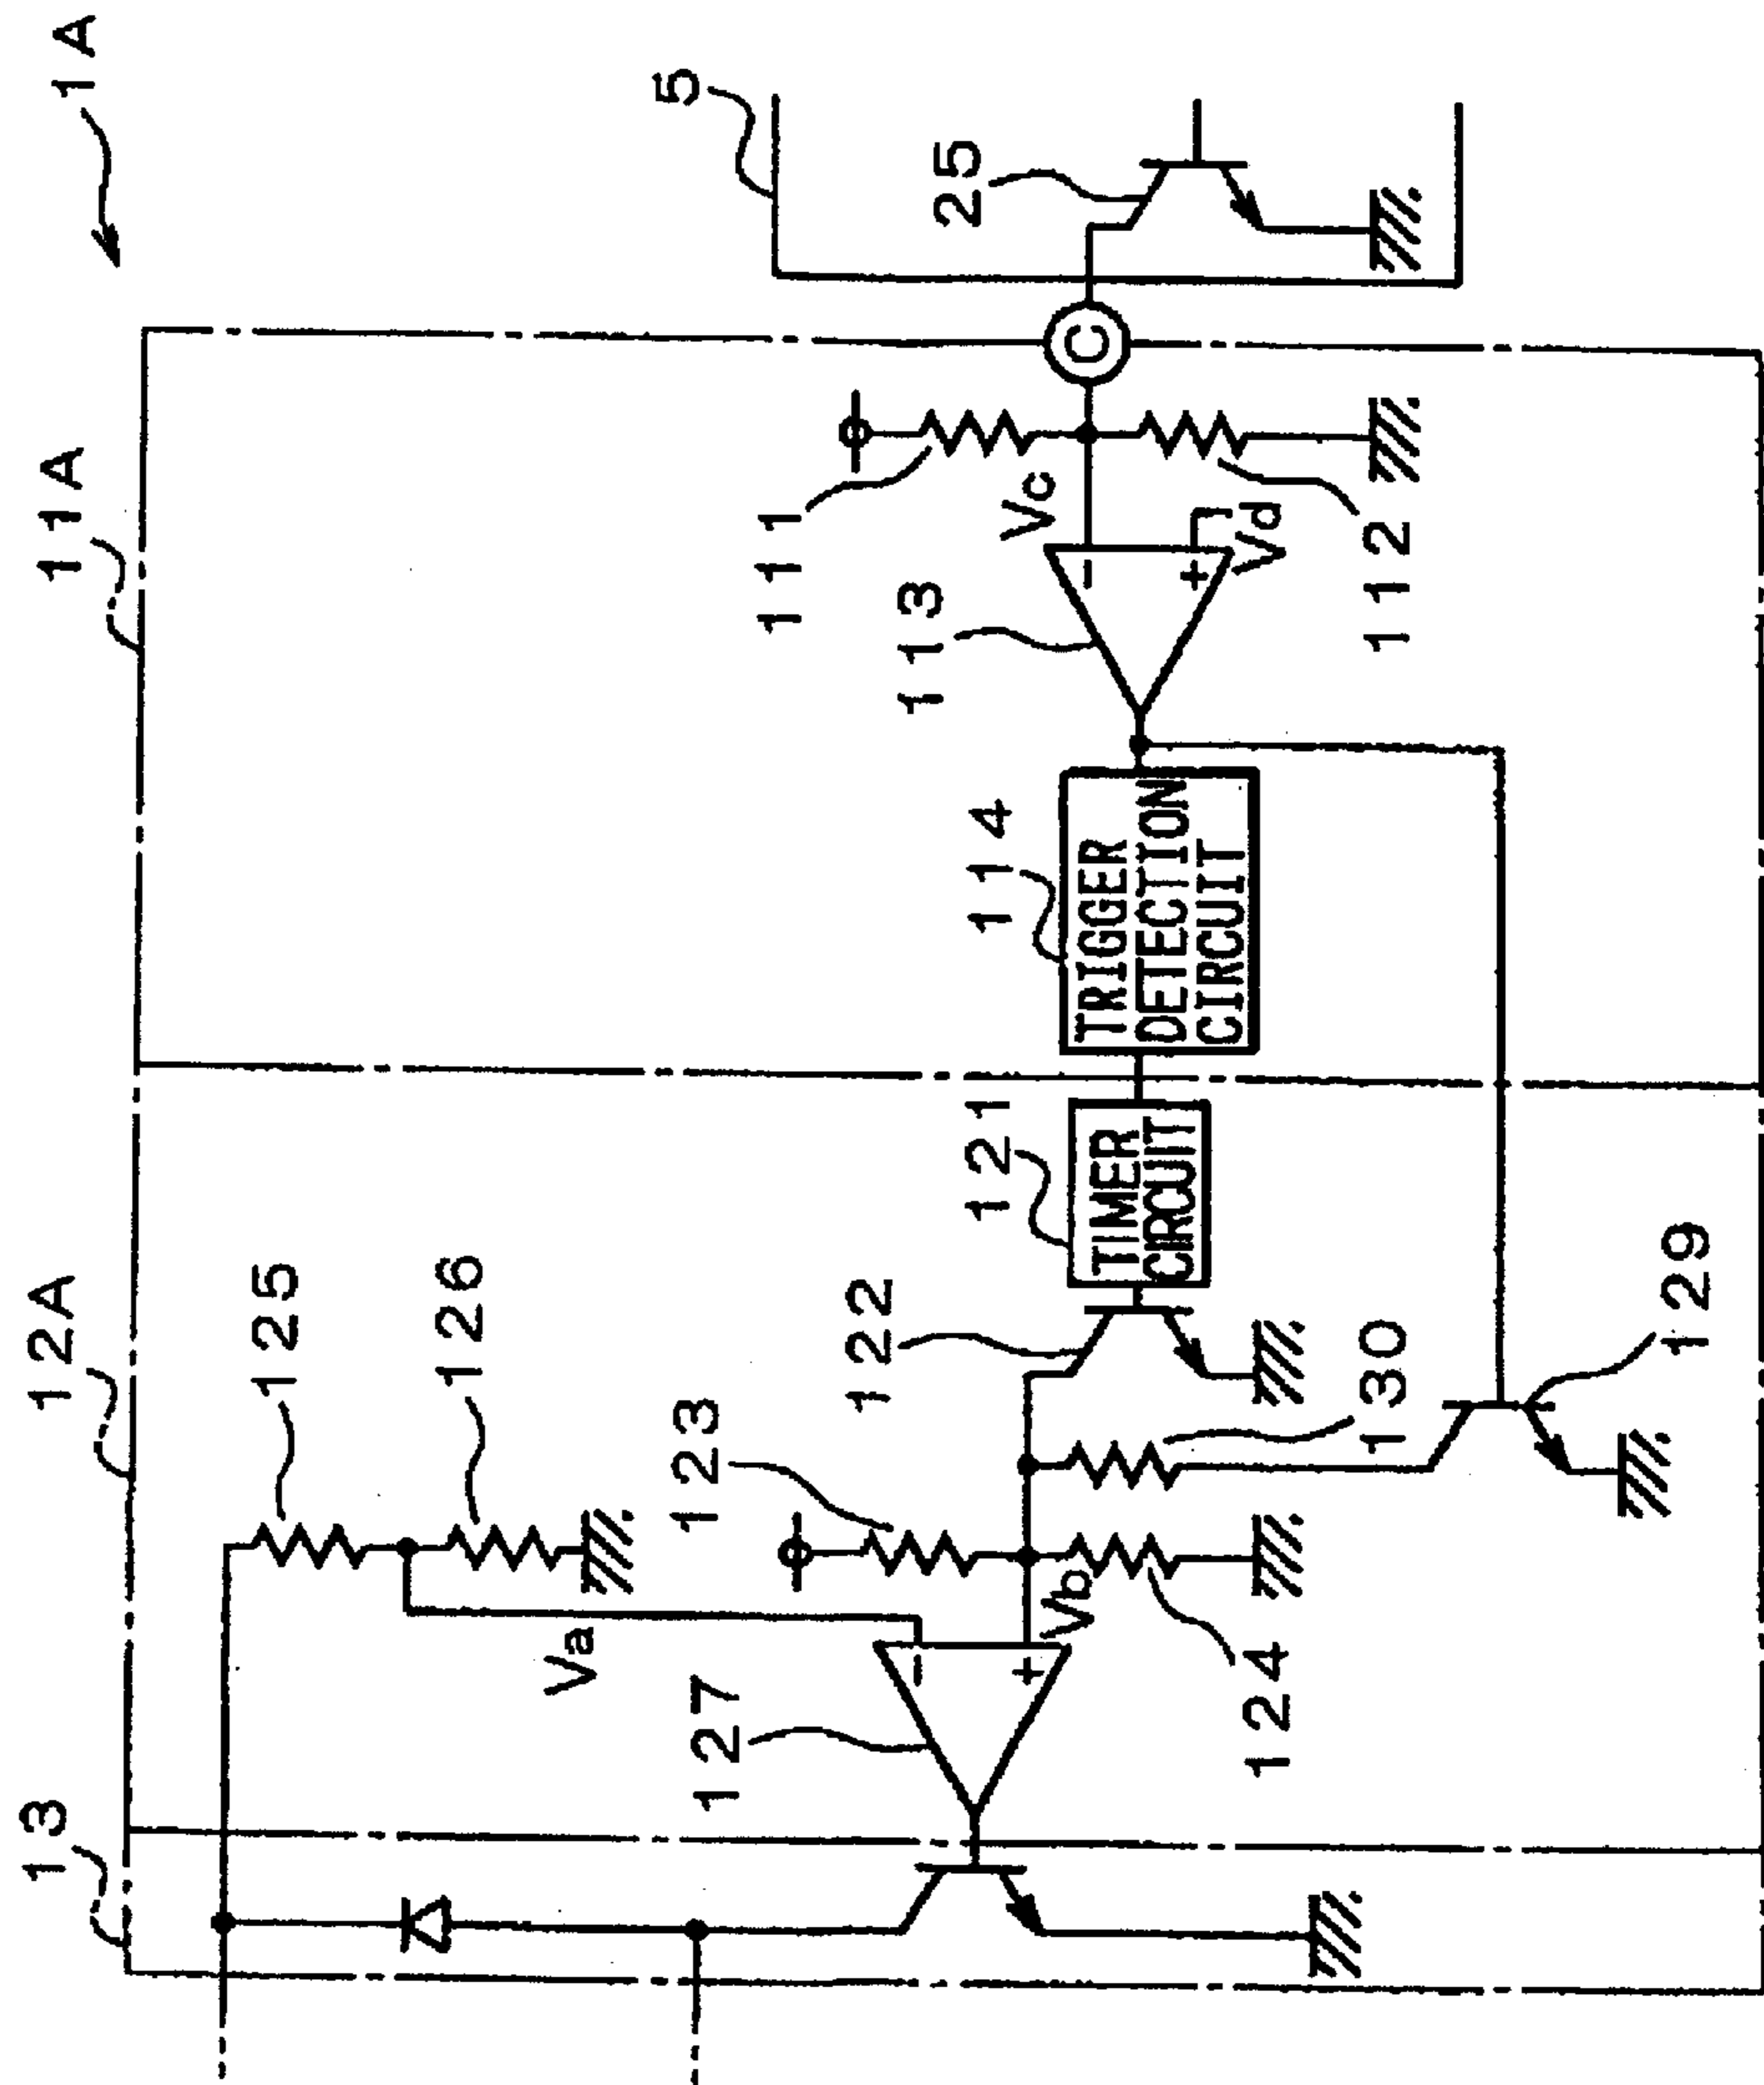 1A
11A
12A
13
5
25
C
111
Vc
113
Vd
112
114
TRIGGER
DETECTION
CIRCUIT
121
TIMER
CIRCUIT
122
125
126
123
130
129
Va
Vb
127
124